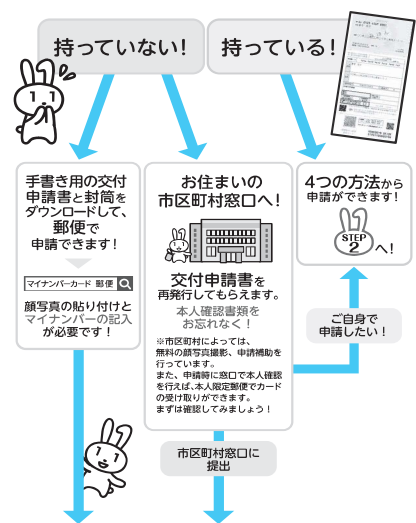 持っていない！
持っている！
手書き用の交付
申請書と封筒を
ダウンロードして、
郵便で
申請できます！
マイナンバーカード 郵便
顔写真の貼り付けと
マイナンバーの記入
が必要です！
お住まいの
市区町村窓口へ！
交付申請書を
再発行してもらえます。
本人確認書類を
お忘れなく！
※市区町村によっては、
無料の顔写真撮影、申請補助を
行っています。
また、申請時に窓口で本人確認
を行えば、本人限定郵便でカード
の受け取りができます。
まずは確認してみましょう！
4つの方法から
申請ができます！
STEP
2 へ！
ご自身で
申請したい！
市区町村窓口に
提出